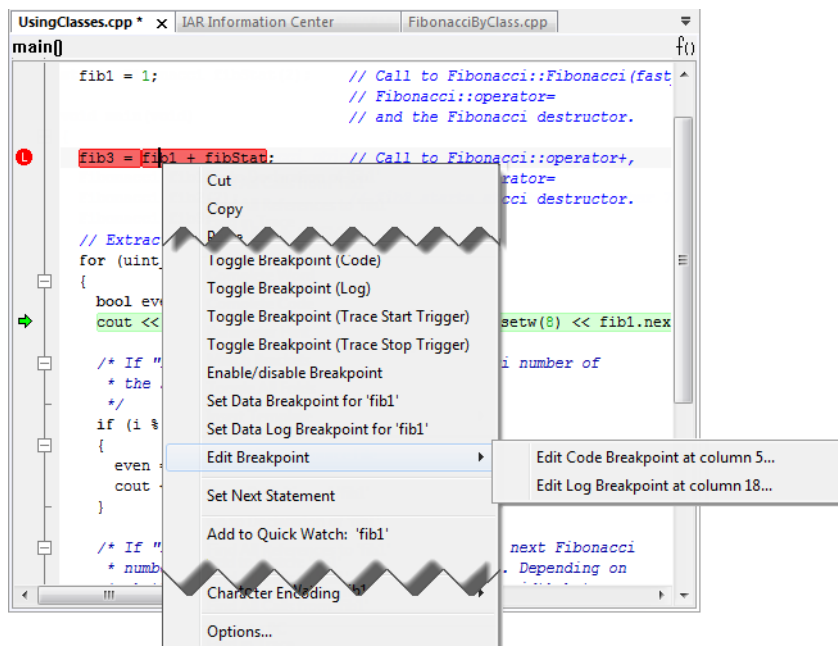 UsingClasses.cpp * x IAR Information Center FibonacciByClass.cpp
main() f()
fib1 = 1; // Call to Fibonacci::Fibonacci(fast
// Fibonacci::operator=
// and the Fibonacci destructor.
L fib3 = fib1 + fibStat; // Call to Fibonacci::operator+,
rator=
cci destructor.
// Extrac
for (uint_
{
bool eve
cout << setw(8) << fib1.nex
/* If " i number of
* the
*/
if (i %
{
even =
cout <
}
/* If " next Fibonacci
* numb . Depending on
Cut
Copy
Toggle Breakpoint (Code)
Toggle Breakpoint (Log)
Toggle Breakpoint (Trace Start Trigger)
Toggle Breakpoint (Trace Stop Trigger)
Enable/disable Breakpoint
Set Data Breakpoint for 'fib1'
Set Data Log Breakpoint for 'fib1'
Edit Breakpoint
Edit Code Breakpoint at column 5...
Edit Log Breakpoint at column 18...
Set Next Statement
Add to Quick Watch: 'fib1'
Character Encoding
Options...